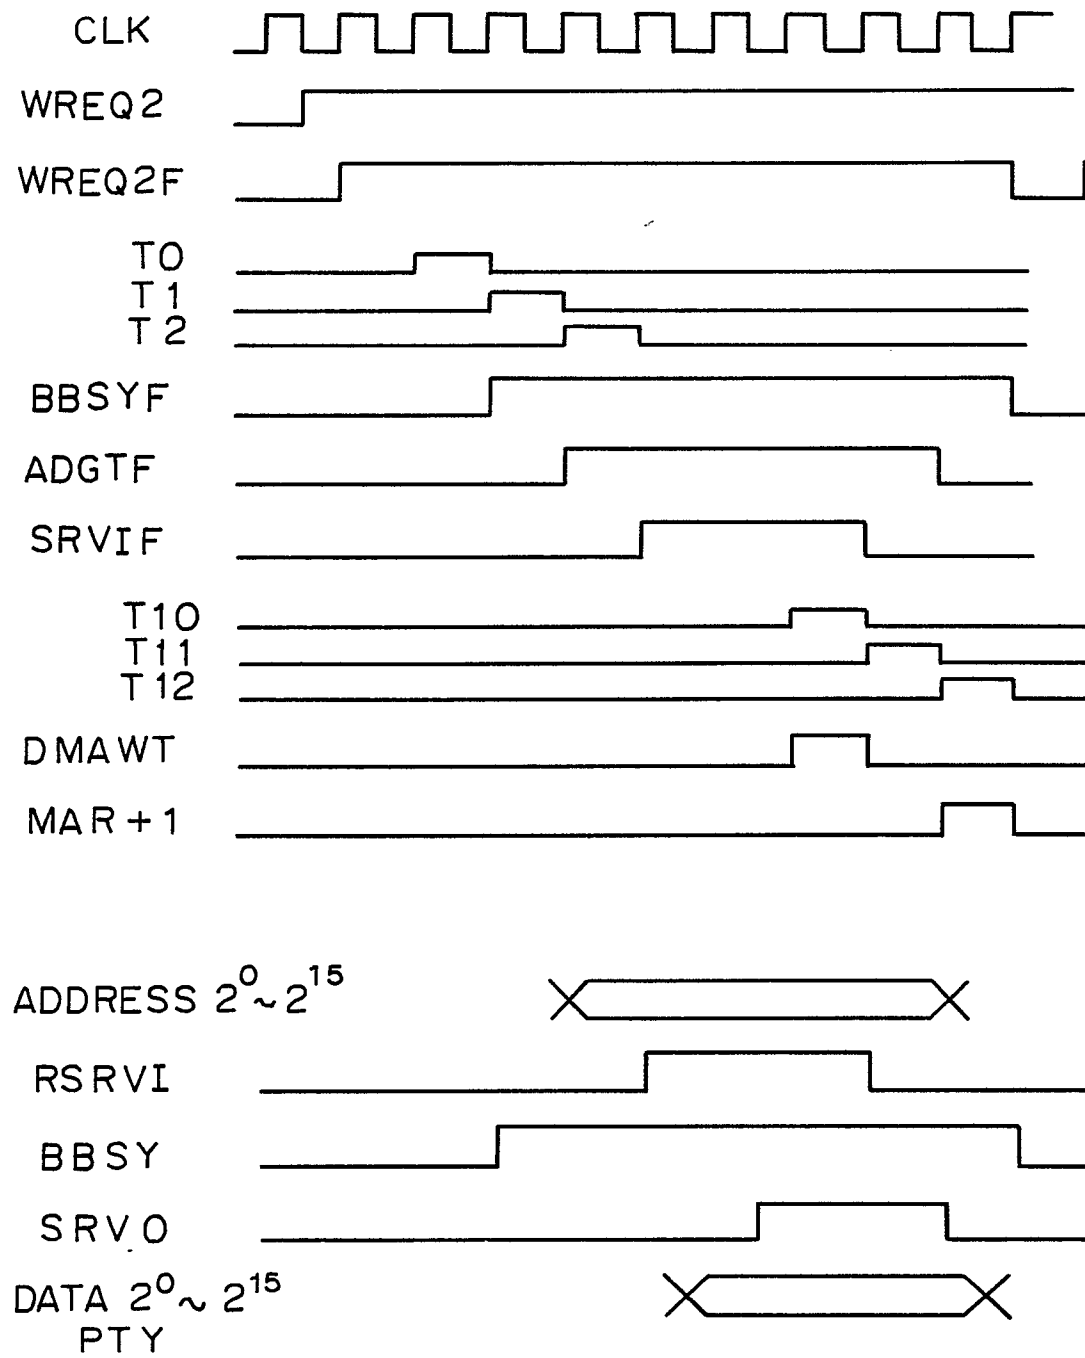 CLK
WREQ2
WREQ2F
T0
T1
T2
BBSYF
ADGTF
SRVIF
T10
T11
T12
DMAWT
MAR+1
ADDRESS 2⁰~2¹⁵
RSRVI
BBSY
SRVO
DATA 2⁰~2¹⁵
PTY